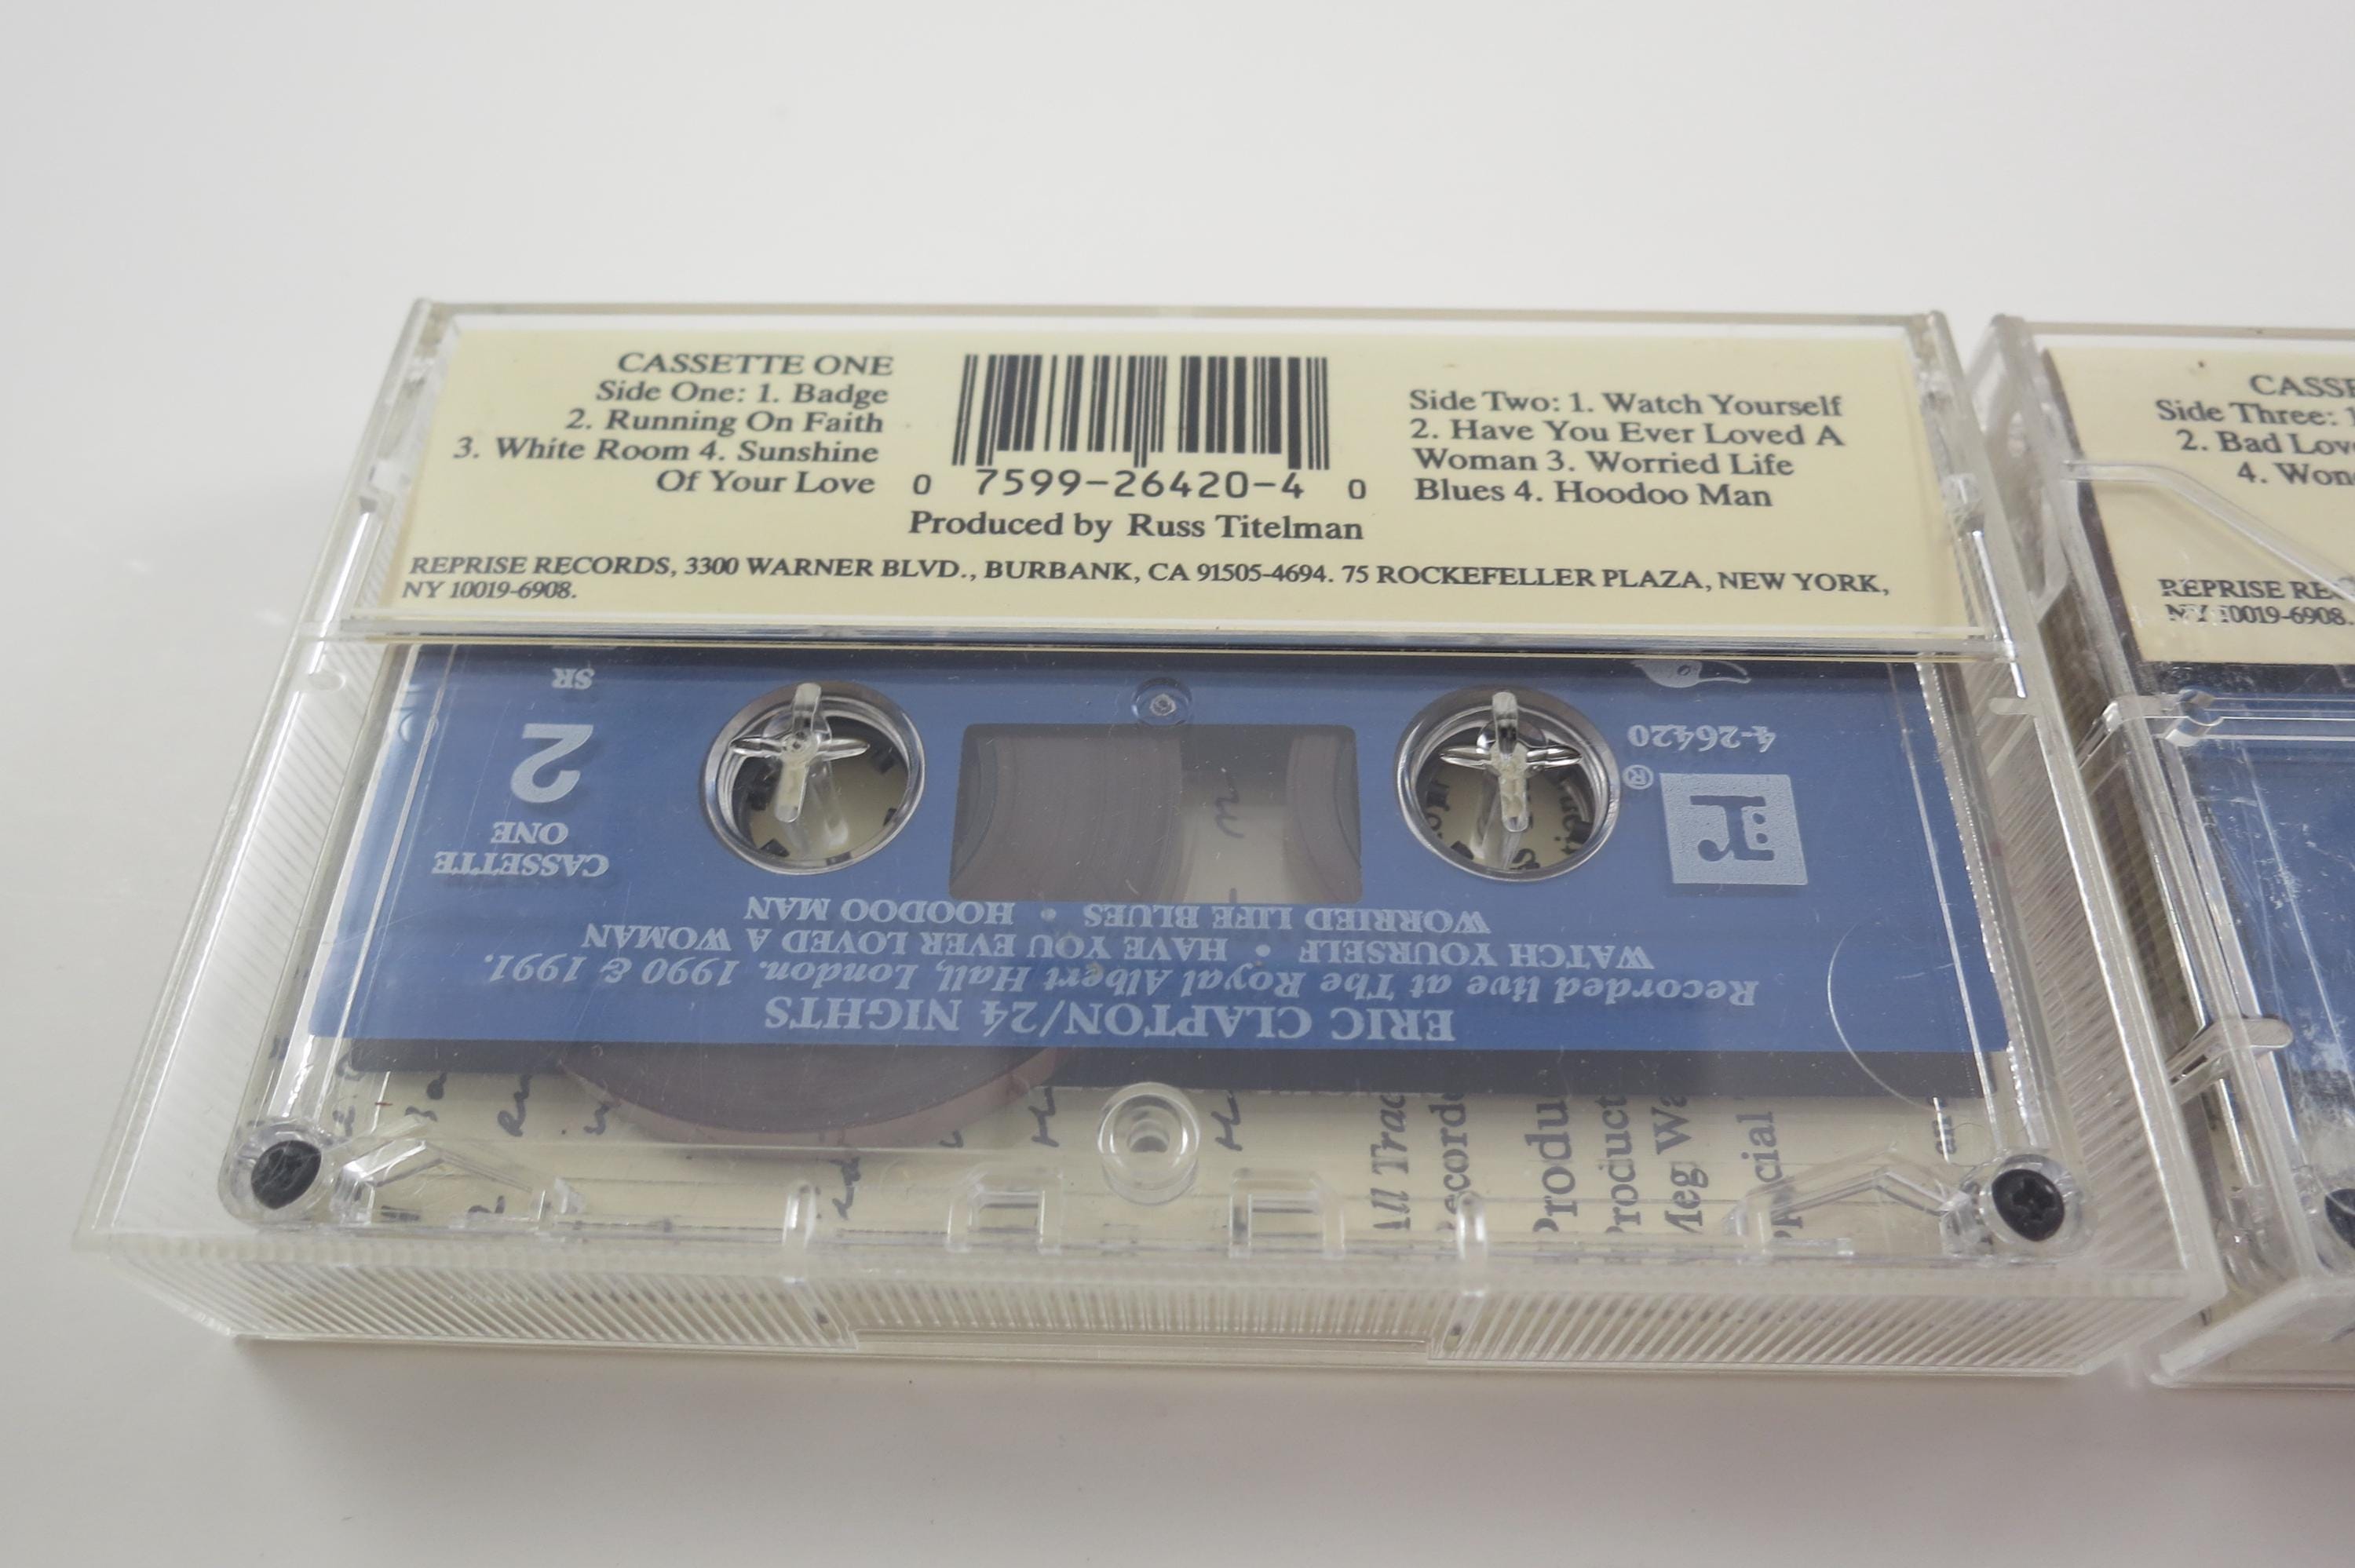 CASSETTE ONE
Side One: 1. Badge
2. Running On Faith
3. White Room 4. Sunshine
Of Your Love
0 7599-26420-4 0
Side Two: 1. Watch Yourself
2. Have You Ever Loved A
Woman 3. Worried Life
Blues 4. Hoodoo Man
Produced by Russ Titelman
REPRISE RECORDS, 3300 WARNER BLVD., BURBANK, CA 91505-4694. 75 ROCKEFELLER PLAZA, NEW YORK,
NY 10019-6908.
ERIC CLAPTON/24 NIGHTS
Recorded live at The Royal Albert Hall, London. 1990 & 1991.
WATCH YOURSELF • HAVE YOU EVER LOVED A WOMAN
WORRIED LIFE BLUES • HOODOO MAN
CASSETTE
ONE
2
SR
r:
®
4-26420
Side Three:
2. Bad
NY 10019-6908.